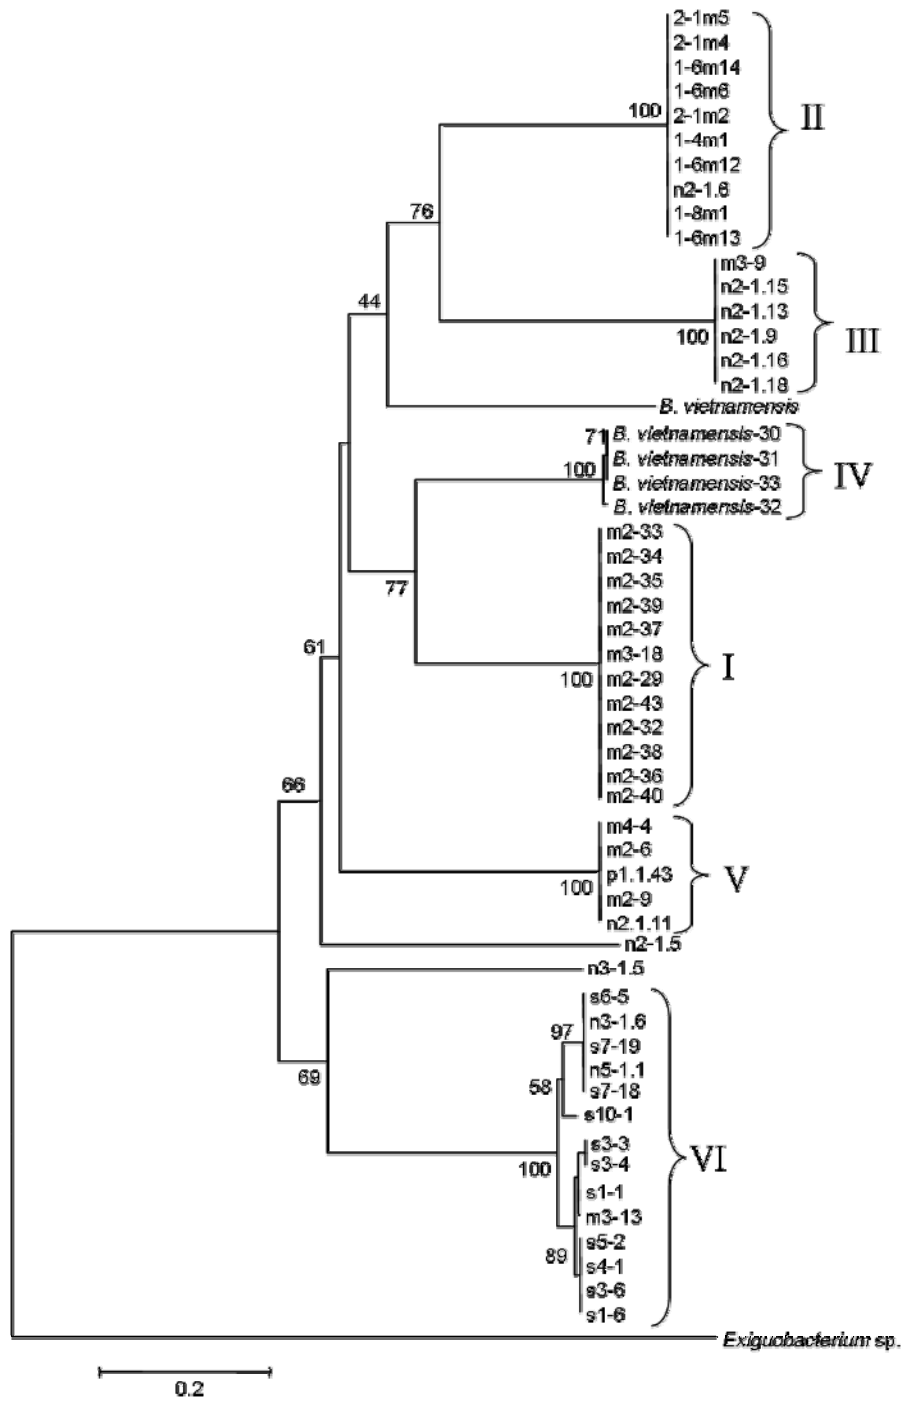 2-1m5
2-1m4
1-6m14
1-6m6
100
2-1m2
II
1-4m1
1-6m12
n2-1.6
76
1-8m1
1-6m13
m3-9
n2-1.15
44
n2-1.13
100
n2-1.9
III
n2-1.16
n2-1.18
B. vietnamensis
71
B. vietnamensis-30
B. vietnamensis-31
100
B. vietnamensis-33
IV
B. vietnamensis-32
m2-33
m2-34
77
m2-35
m2-39
m2-37
61
m3-18
100
m2-29
I
m2-43
m2-32
m2-38
66
m2-36
m2-40
m4-4
m2-6
100
p1.1.43
V
m2-9
n2.1.11
n2-1.5
n3-1.5
s6-5
97
n3-1.6
s7-19
69
n5-1.1
58
s7-18
s10-1
s3-3
100
s3-4
VI
s1-1
m3-13
s5-2
89
s4-1
s3-6
s1-6
Exiguobacterium sp.
0.2